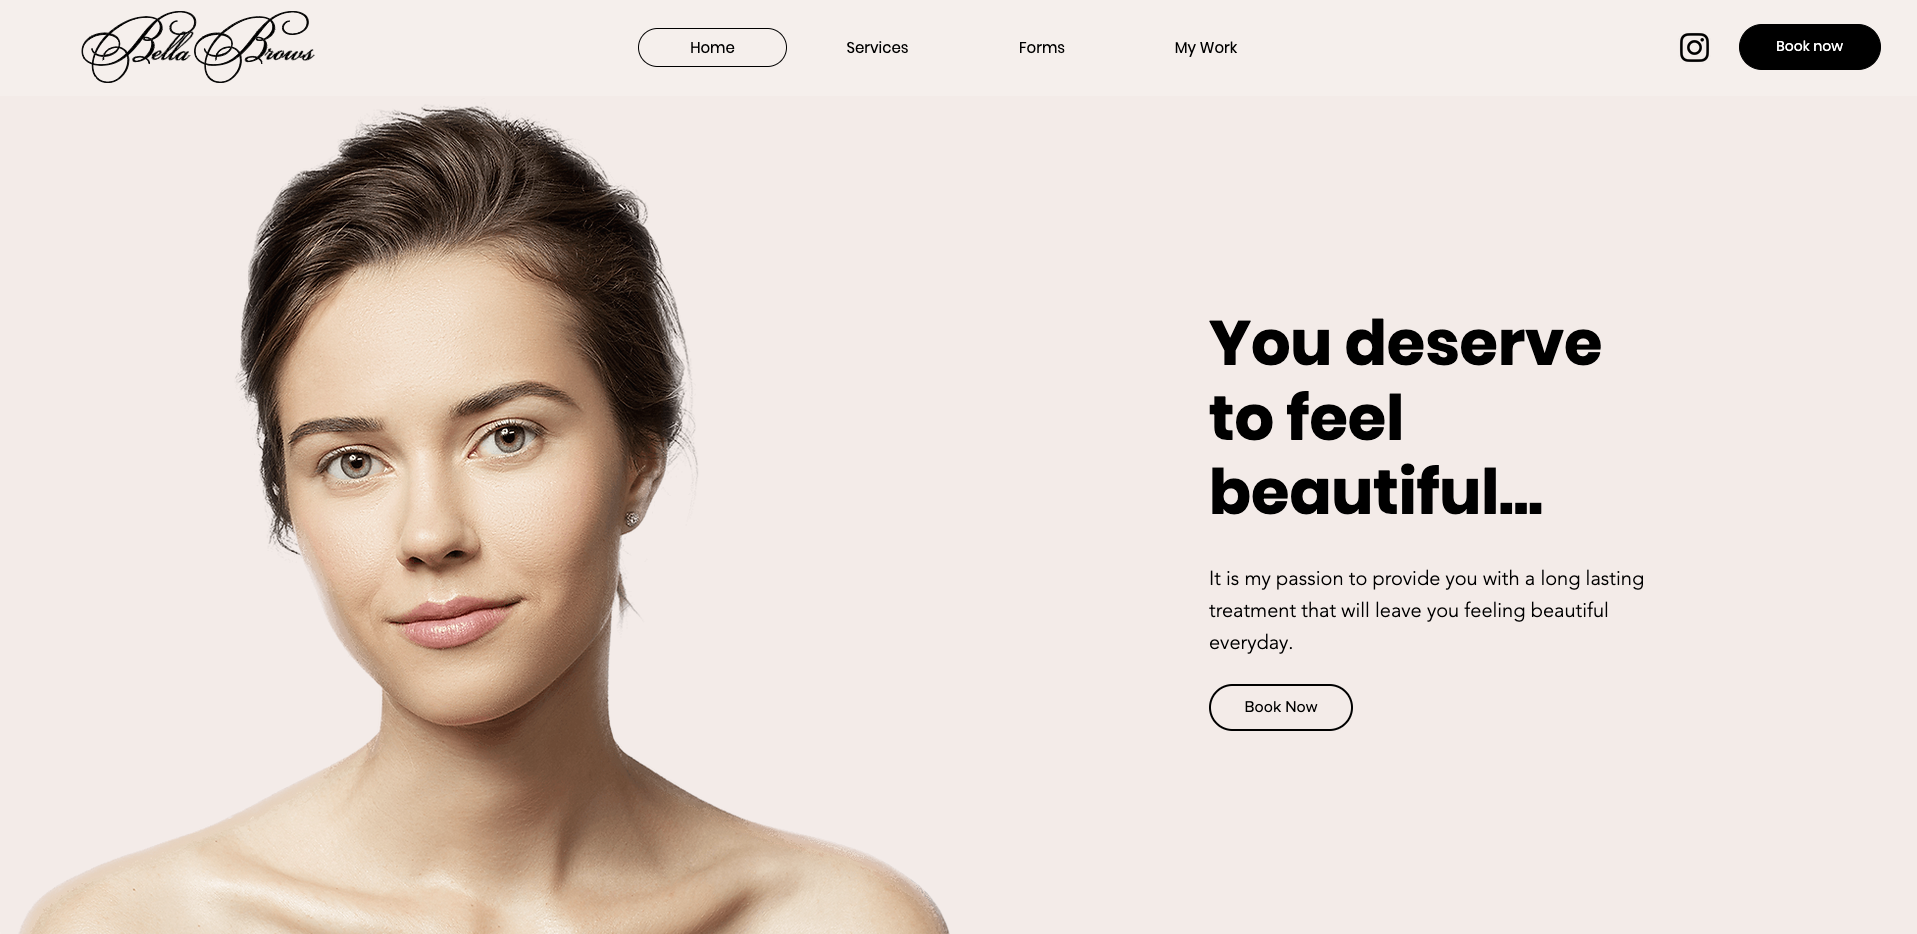 Bella Brows
Home
Services
Forms
My Work
Book now
You deserve
to feel
beautiful...
It is my passion to provide you with a long lasting
treatment that will leave you feeling beautiful
everyday.
Book Now